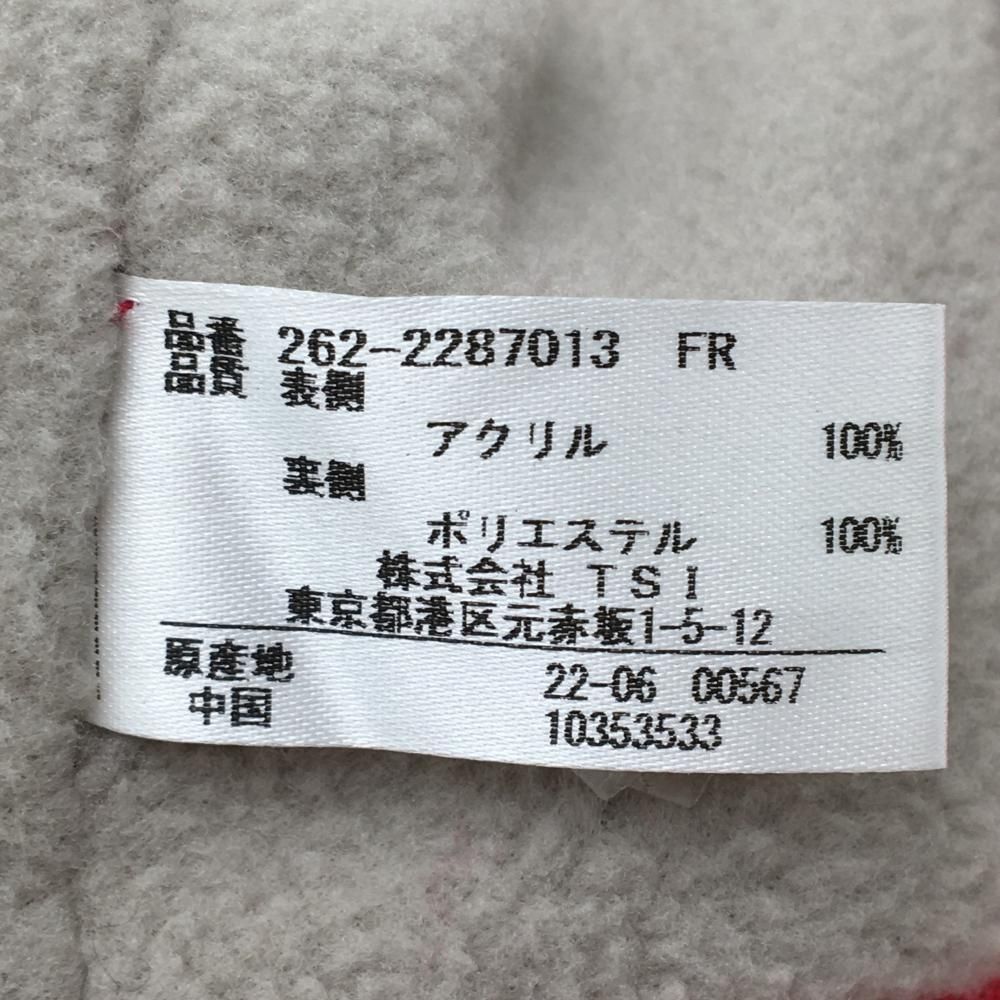 品番 262-2287013 FR
品質 表側
アクリル 100%
裏側
ポリエステル 100%
株式会社 TSI
東京都港区元赤坂1-5-12
原産地 22-06 00567
中国 10353533